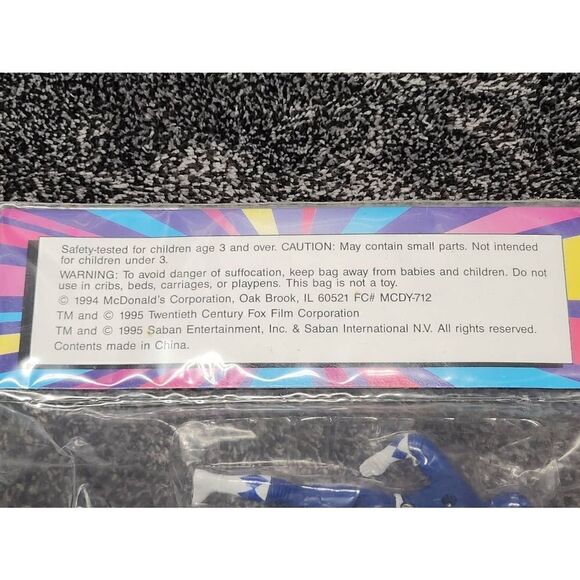 Safety-tested for children age 3 and over. CAUTION: May contain small parts. Not intended
for children under 3.
WARNING: To avoid danger of suffocation, keep bag away from babies and children. Do not
use in cribs, beds, carriages, or playpens. This bag is not a toy.
© 1994 McDonald's Corporation, Oak Brook, IL 60521 FC# MCDY-712
TM and © 1995 Twentieth Century Fox Film Corporation
TM and © 1995 Saban Entertainment, Inc. & Saban International N.V. All rights reserved.
Contents made in China.